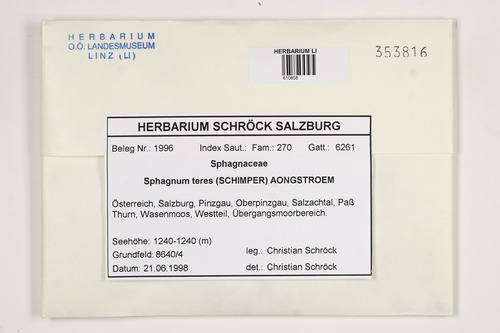 HERBARIUM
O.Ö. LANDESMUSEUM
LINZ (LI)
HERBARIUM LI
610858
353816
HERBARIUM SCHRÖCK SALZBURG
Beleg Nr.: 1996 Index Saut.: Fam.: 270 Gatt.: 6261
Sphagnaceae
Sphagnum teres (SCHIMPER) AONGSTROEM
Österreich, Salzburg, Pinzgau, Oberpinzgau, Salzachtal, Paß
Thurn, Wasenmoos, Westteil, Übergangsmoorbereich.
Seehöhe: 1240-1240 (m)
Grundfeld: 8640/4 leg.: Christian Schröck
Datum: 21.06.1998 det.: Christian Schröck